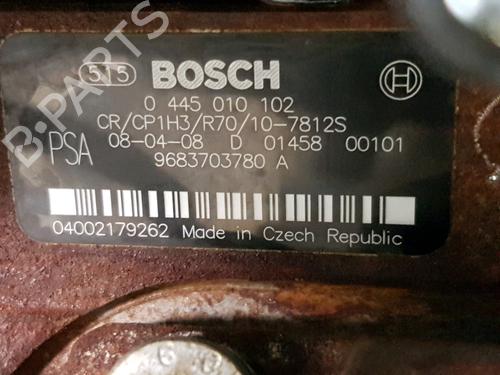 515 BOSCH
0 445 010 102
CR/CP1H3/R70/10-7812S
PSA 08-04-08 D 01458 00101
9683703780 A
04002179262 Made in Czech Republic
B-PARTS